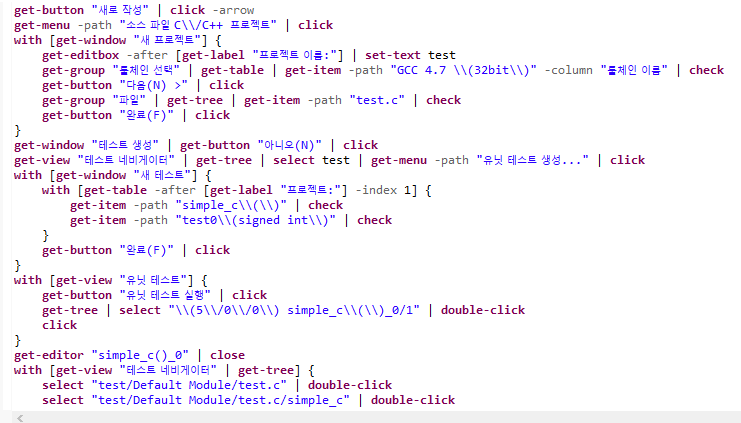 get-button "새로 작성" | click -arrow
get-menu -path "소스 파일 C\\/C++ 프로젝트" | click
with [get-window "새 프로젝트"] {
    get-editbox -after [get-label "프로젝트 이름:"] | set-text test
    get-group "툴체인 선택" | get-table | get-item -path "GCC 4.7 \\(32bit\\)" -column "툴체인 이름" | check
    get-button "다음(N) >" | click
    get-group "파일" | get-tree | get-item -path "test.c" | check
    get-button "완료(F)" | click
}
get-window "테스트 생성" | get-button "아니오(N)" | click
get-view "테스트 네비게이터" | get-tree | select test | get-menu -path "유닛 테스트 생성..." | click
with [get-window "새 테스트"] {
    with [get-table -after [get-label "프로젝트:"] -index 1] {
        get-item -path "simple_c\\(\\)" | check
        get-item -path "test0\\(signed int\\)" | check
    }
    get-button "완료(F)" | click
}
with [get-view "유닛 테스트"] {
    get-button "유닛 테스트 실행" | click
    get-tree | select "\\(5\\/0\\/0\\) simple_c\\(\\)_0/1" | double-click
    click
}
get-editor "simple_c()_0" | close
with [get-view "테스트 네비게이터" | get-tree] {
    select "test/Default Module/test.c" | double-click
    select "test/Default Module/test.c/simple_c" | double-click